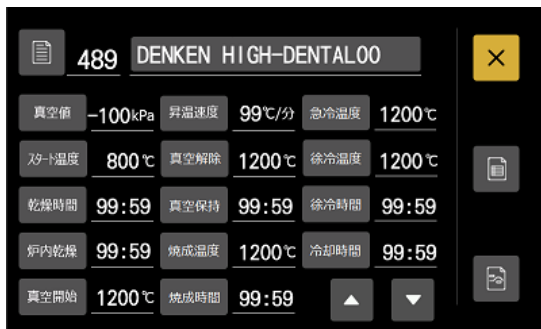 489 DENKEN HIGH-DENTAL00
真空値 -100kPa 昇温速度 99℃/分 急冷温度 1200℃
スタート温度 800℃ 真空解除 1200℃ 徐冷温度 1200℃
乾燥時間 99:59 真空保持 99:59 徐冷時間 99:59
炉内乾燥 99:59 焼成温度 1200℃ 冷却時間 99:59
真空開始 1200℃ 焼成時間 99:59